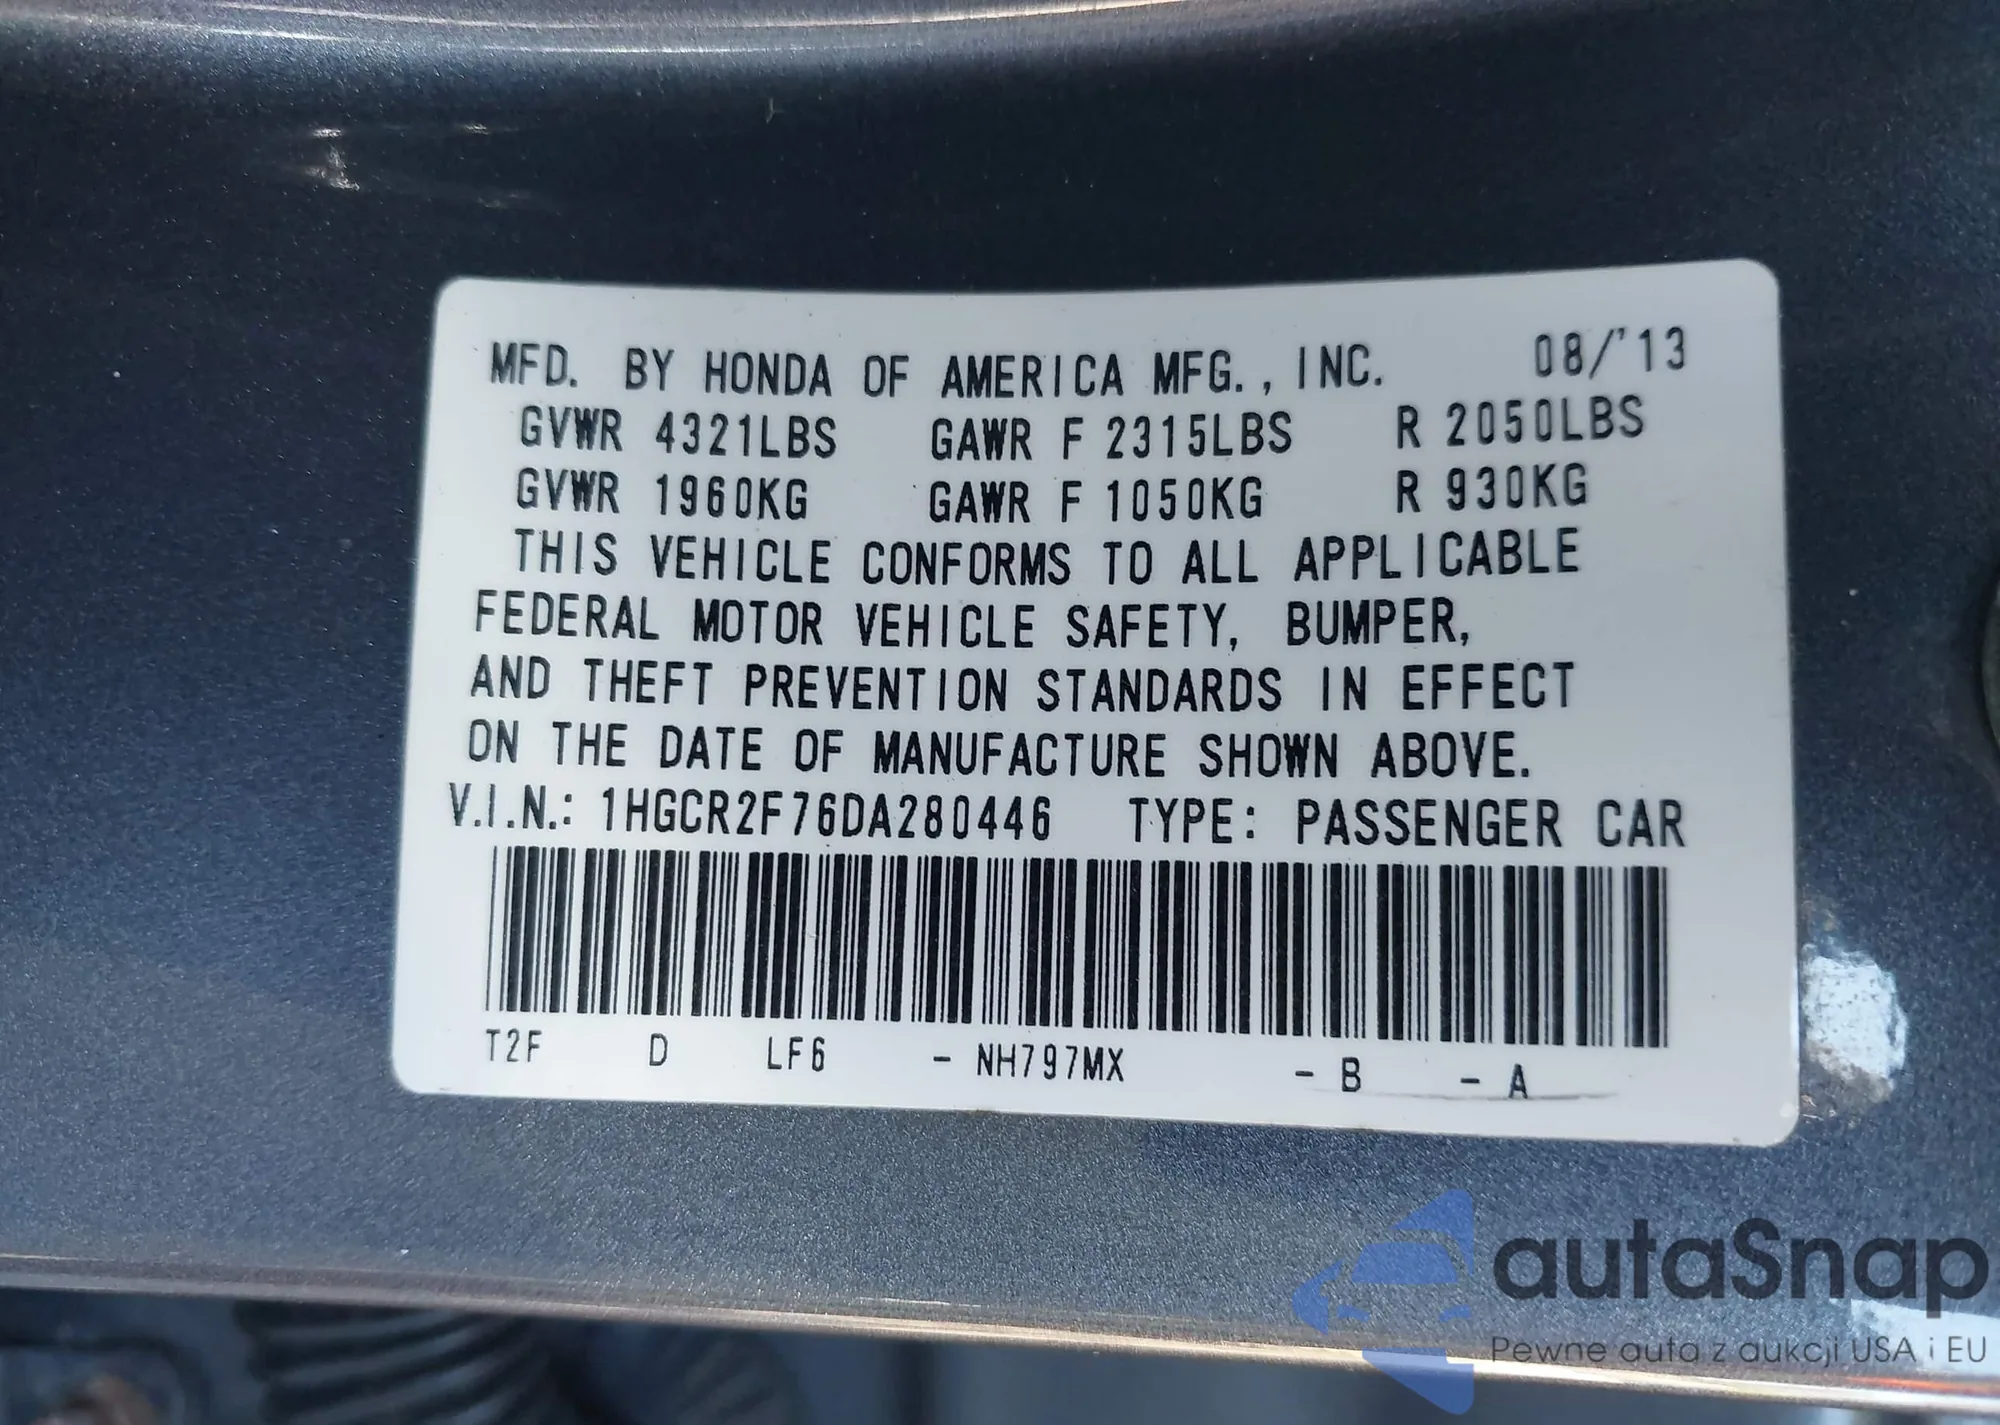 MFD. BY HONDA OF AMERICA MFG., INC. 08/'13
GVWR 4321LBS GAWR F 2315LBS R 2050LBS
GVWR 1960KG GAWR F 1050KG R 930KG
THIS VEHICLE CONFORMS TO ALL APPLICABLE
FEDERAL MOTOR VEHICLE SAFETY, BUMPER,
AND THEFT PREVENTION STANDARDS IN EFFECT
ON THE DATE OF MANUFACTURE SHOWN ABOVE.
V.I.N.: 1HGCR2F76DA280446 TYPE: PASSENGER CAR
T2F D LF6 - NH797MX - B - A
autaSnap
Pewne auta z aukcji USA i EU